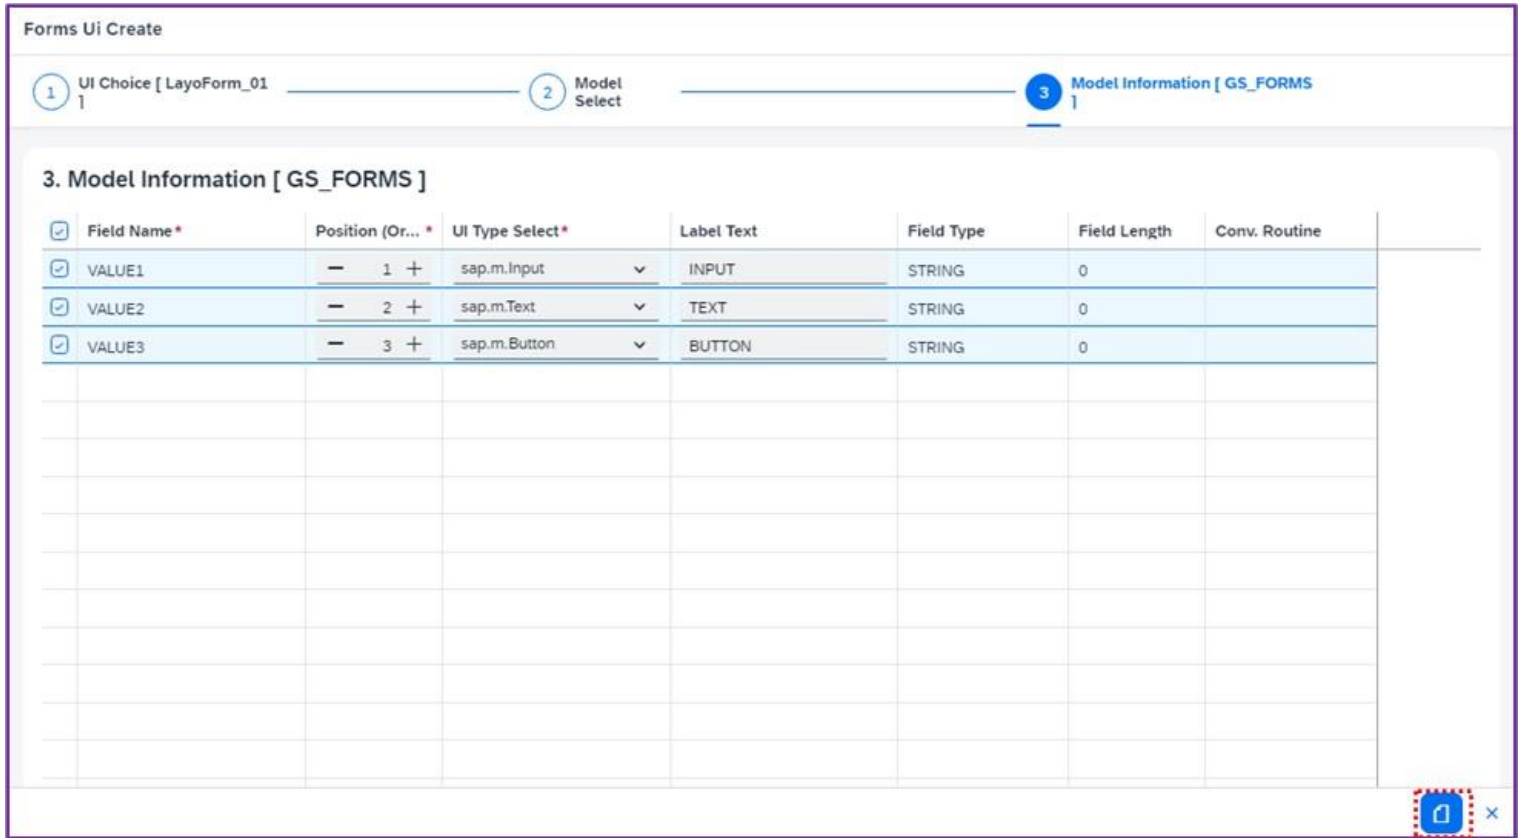 Forms Ui Create
1 UI Choice [ LayoForm_01
]
2 Model
Select
3 Model Information [ GS_FORMS
]
3. Model Information [ GS_FORMS ]
Field Name* Position (Or... * UI Type Select* Label Text Field Type Field Length Conv. Routine
VALUE1 − 1 + sap.m.Input INPUT STRING 0
VALUE2 − 2 + sap.m.Text TEXT STRING 0
VALUE3 − 3 + sap.m.Button BUTTON STRING 0